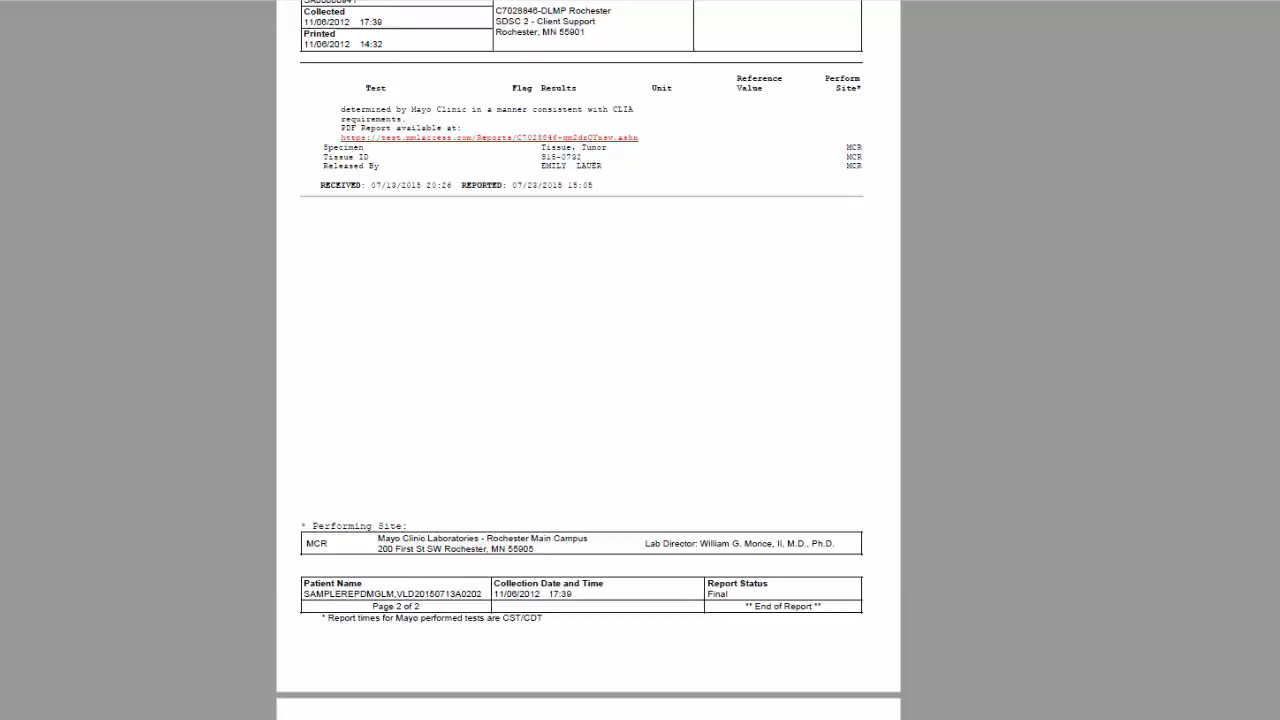 Collected
11/06/2012 17:39
Printed
11/06/2012 14:32
C7028846-DLMP Rochester
SDSC 2 - Client Support
Rochester, MN 55901
Test Flag Results Unit Reference Value Perform Site*
determined by Mayo Clinic in a manner consistent with CLIA
requirements.
PDF Report available at:
Specimen Tissue, Tumor MCR
Tissue ID S15-0732 MCR
Released By EMILY LAUER MCR
RECEIVED: 07/13/2015 20:26 REPORTED: 07/23/2015 15:05
* Performing Site:
MCR
Mayo Clinic Laboratories - Rochester Main Campus
200 First St SW Rochester, MN 55905
Lab Director: William G. Morice, II, M.D., Ph.D.
Patient Name Collection Date and Time Report Status
SAMPLEREPDMGLM,VLD20150713A0202 11/06/2012 17:39 Final
Page 2 of 2 ** End of Report **
* Report times for Mayo performed tests are CST/CDT